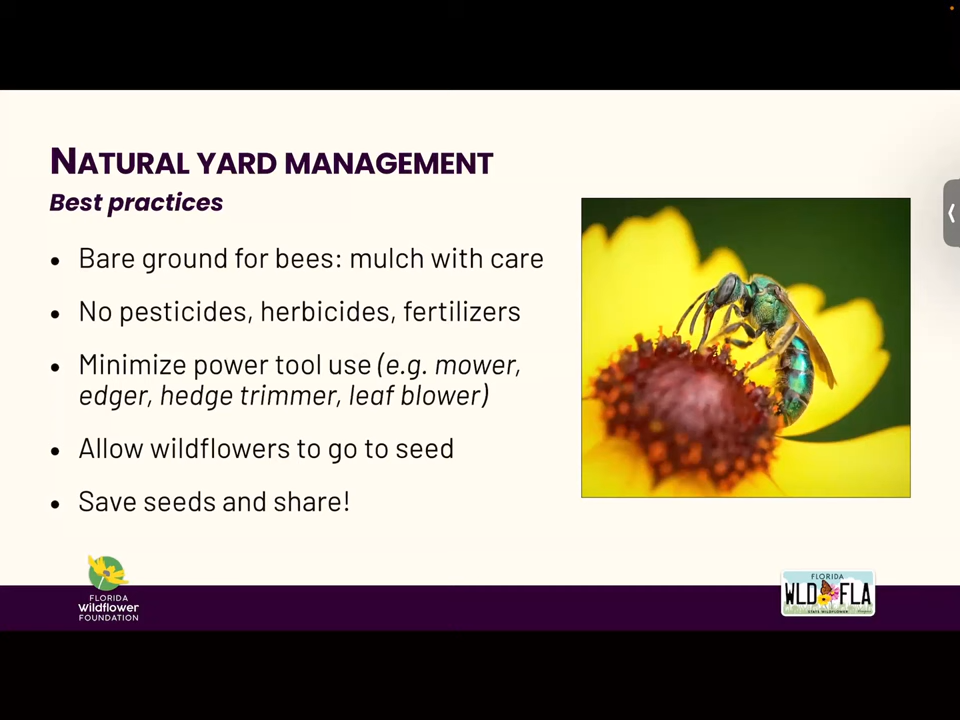 NATURAL YARD MANAGEMENT
Best practices
• Bare ground for bees: mulch with care
• No pesticides, herbicides, fertilizers
• Minimize power tool use (e.g. mower,
edger, hedge trimmer, leaf blower)
• Allow wildflowers to go to seed
• Save seeds and share!
FLORIDA
Wildflower
FOUNDATION
FLORIDA
WLD FLA
STATE WILDFLOWER